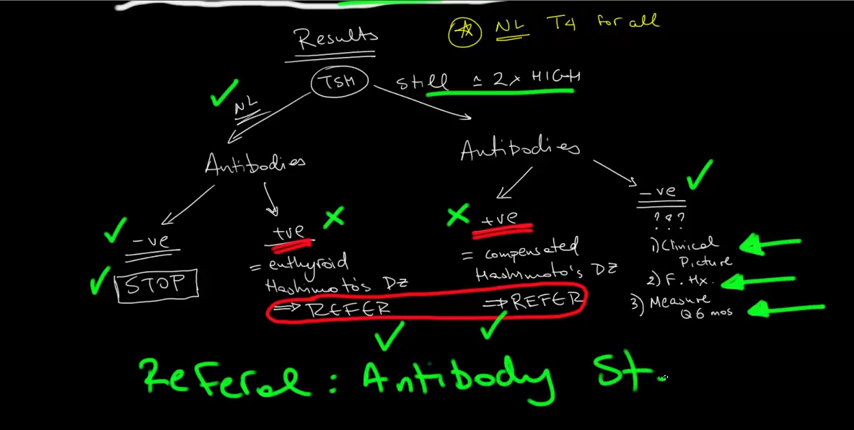 Results
☆ NL T4 for all
TSH
NL
still ≈ 2x HIGH
Antibodies
Antibodies
-ve
STOP
+ve
= euthyroid
Hashimoto's DZ
⇒ REFER
+ve
= compensated
Hashimoto's DZ
⇒ REFER
-ve
? ? ?
1) Clinical
Picture
2) F. Hx.
3) Measure
Q6 mos
Referal : Antibody St